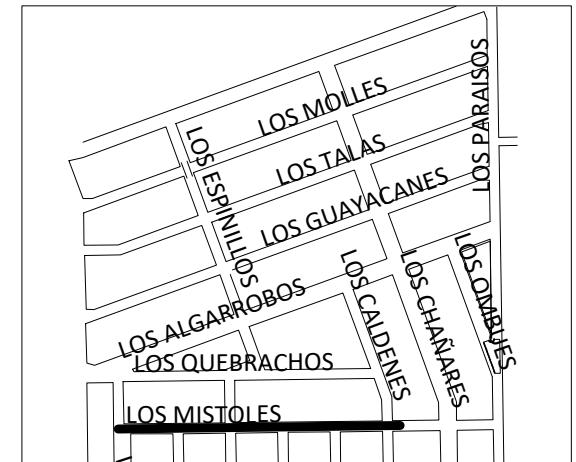 LOS MOLLES
LOS PARAISOS
LOS TALAS
LOS ESPINILLOS
LOS GUAYACANES
LOS ALGARROBOS
LOS CALDENES
LOS CHAÑARES
LOS OMBUES
LOS QUEBRACHOS
LOS MISTOLES